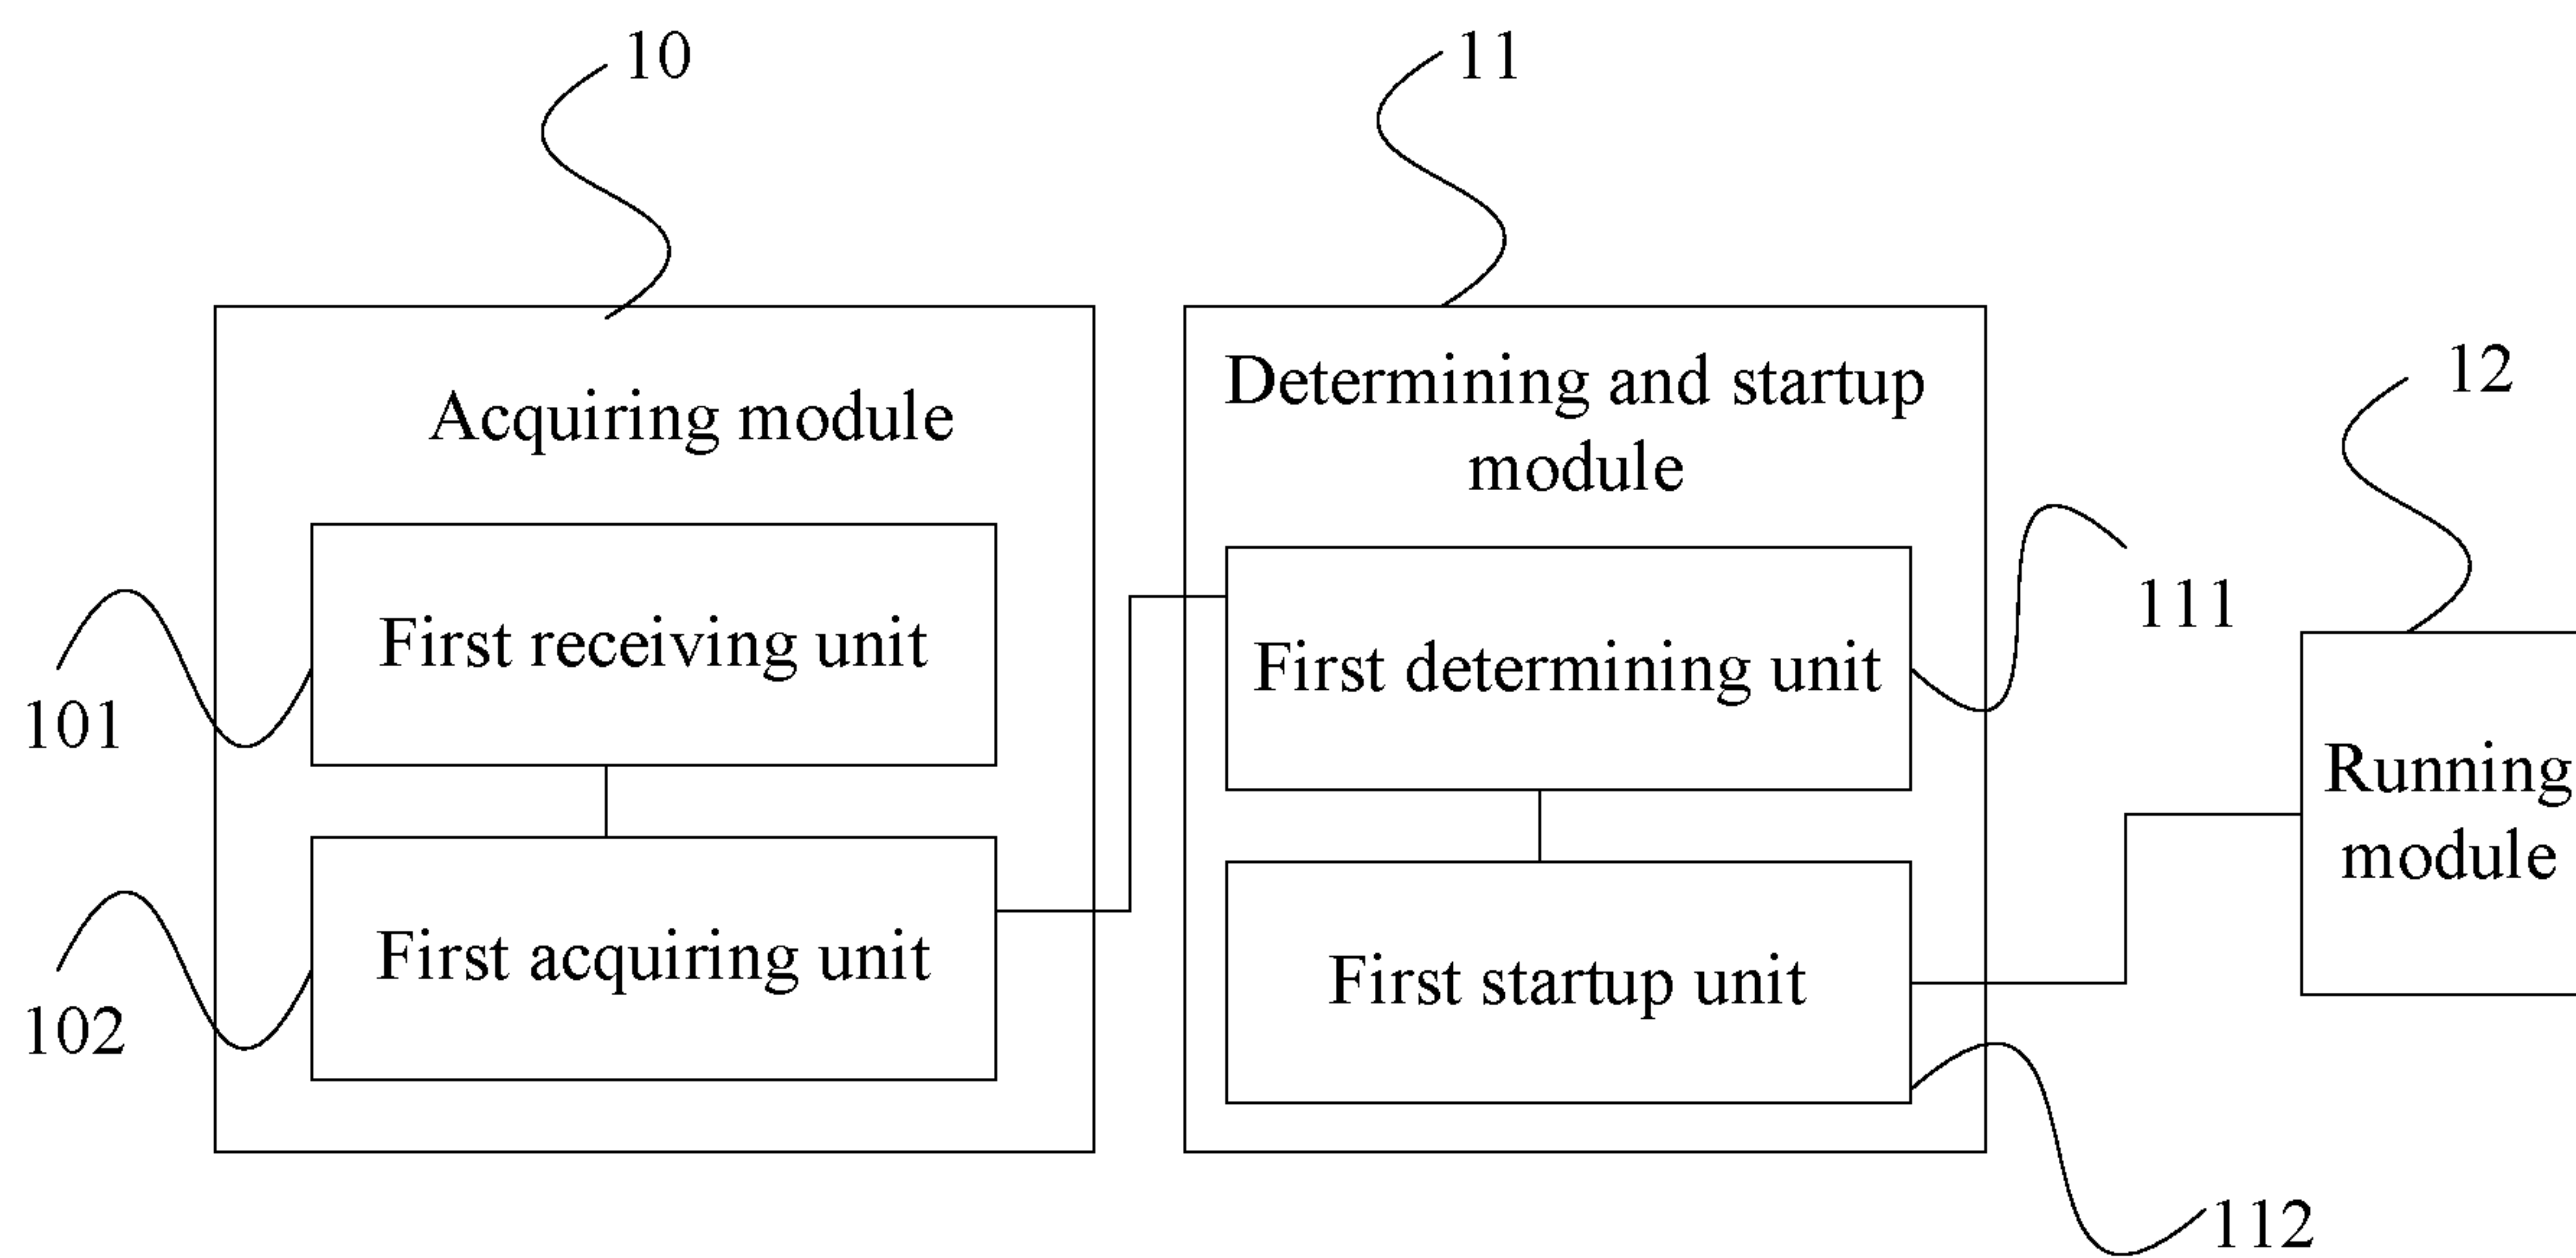 10
11
12
Acquiring module
Determining and startup
module
First receiving unit
First determining unit
111
101
Running
module
First acquiring unit
First startup unit
102
112